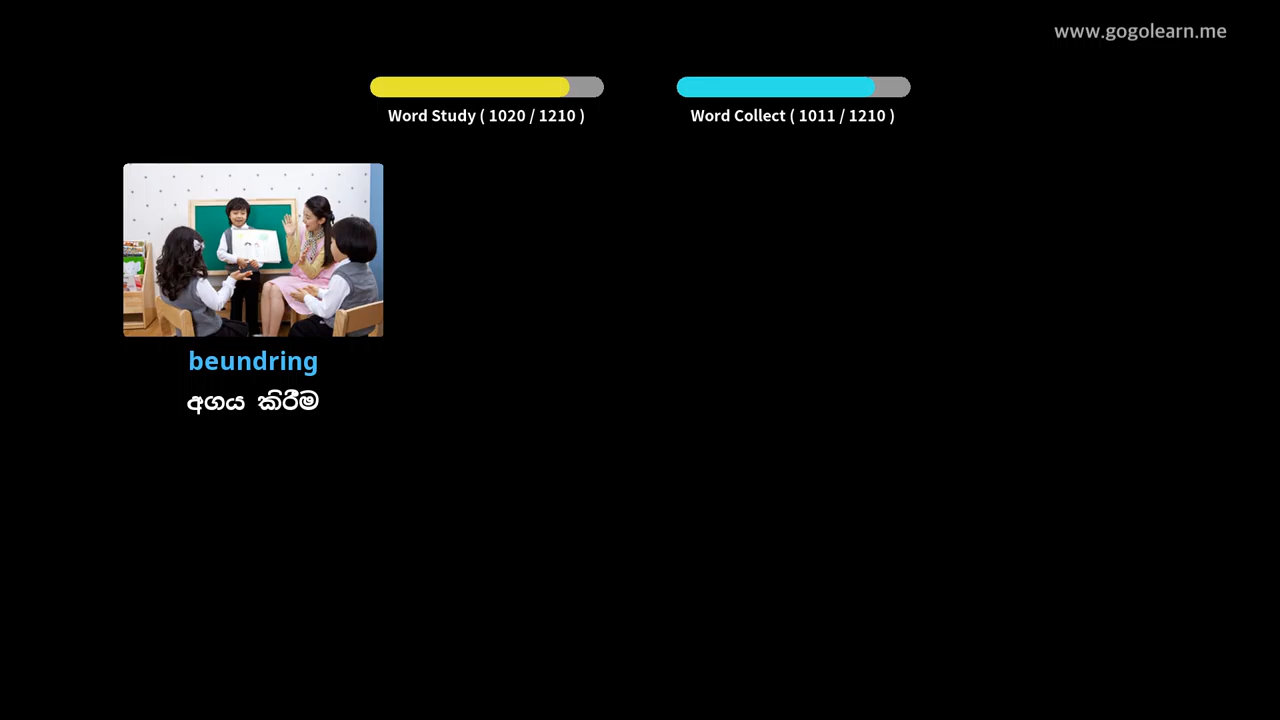 www.gogolearn.me
Word Study ( 1020 / 1210 )
Word Collect ( 1011 / 1210 )
beundring
අගය කිරීම